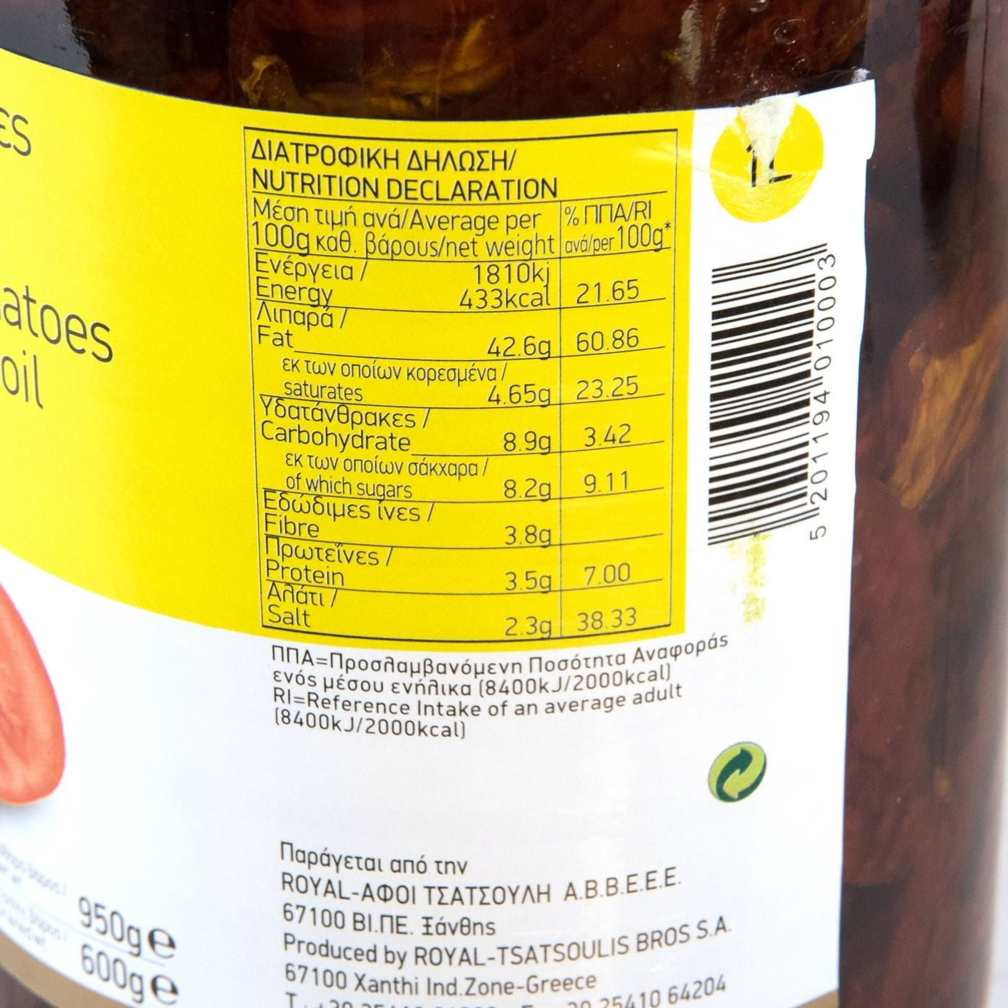 ES
atoes
oil
ΔΙΑΤΡΟΦΙΚΗ ΔΗΛΩΣΗ/
NUTRITION DECLARATION
Μέση τιμή ανά/Average per
100g καθ. βάρους/net weight
% ΠΠΑ/RI
ανά/per 100g*
Ενέργεια /
Energy
1810kj
433kcal
21.65
Λιπαρά /
Fat
42.6g
60.86
εκ των οποίων κορεσμένα /
saturates
4.65g
23.25
Υδατάνθρακες /
Carbohydrate
8.9g
3.42
εκ των οποίων σάκχαρα /
of which sugars
8.2g
9.11
Εδώδιμες ίνες /
Fibre
3.8g
Πρωτεΐνες /
Protein
3.5g
7.00
Αλάτι /
Salt
2.3g
38.33
ΠΠΑ=Προσλαμβανόμενη Ποσότητα Αναφοράς
ενός μέσου ενήλικα (8400kJ/2000kcal)
RI=Reference Intake of an average adult
(8400kJ/2000kcal)
1L
5 201194 010003
Παράγεται από την
ROYAL-ΑΦΟΙ ΤΣΑΤΣΟΥΛΗ Α.Β.Β.Ε.Ε.Ε.
67100 ΒΙ.ΠΕ. Ξάνθης
Produced by ROYAL-TSATSOULIS BROS S.A.
67100 Xanthi Ind.Zone-Greece
25410 64204
950g e
600g e